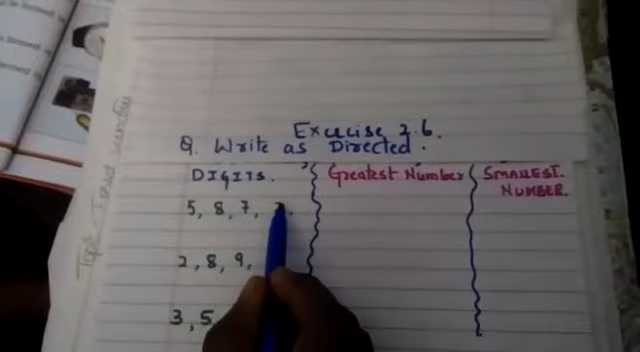 Exercise 2.6.
Q. Write as Directed.
DIGITS. Greatest Number SMALLEST NUMBER
5, 8, 7,
2, 8, 9,
3, 5